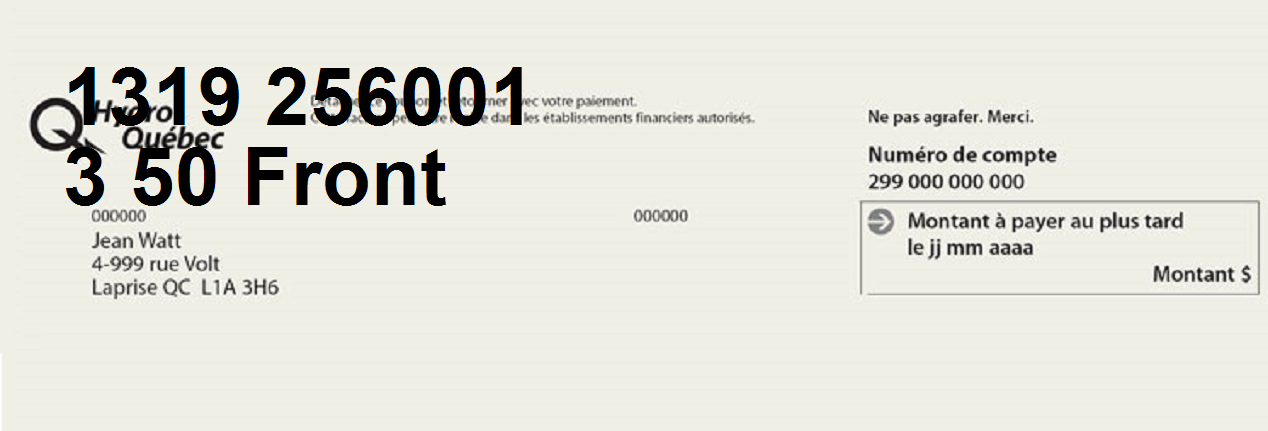 1319 256001
Hydro
Québec
3 50 Front
avec votre paiement.
dans les établissements financiers autorisés.
Ne pas agrafer. Merci.
Numéro de compte
299 000 000 000
000000
000000
Montant à payer au plus tard
le jj mm aaaa
Montant $
Jean Watt
4-999 rue Volt
Laprise QC L1A 3H6